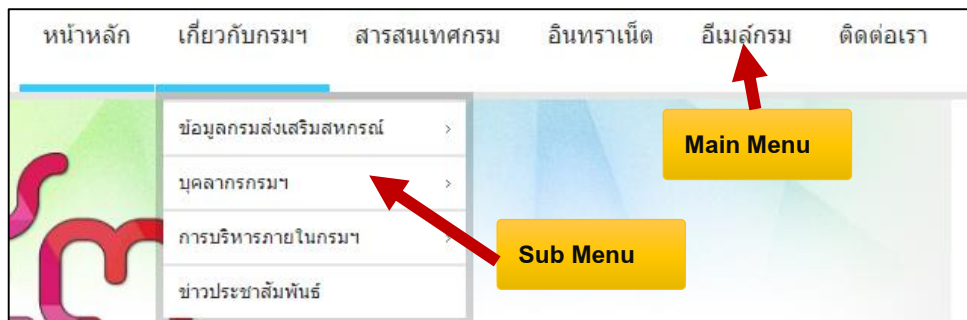 หน้าหลัก เกี่ยวกับกรมฯ สารสนเทศกรม อินทราเน็ต อีเมล์กรม ติดต่อเรา
ข้อมูลกรมส่งเสริมสหกรณ์ >
Main Menu
บุคลากรกรมฯ >
การบริหารภายในกรมฯ >
Sub Menu
ข่าวประชาสัมพันธ์